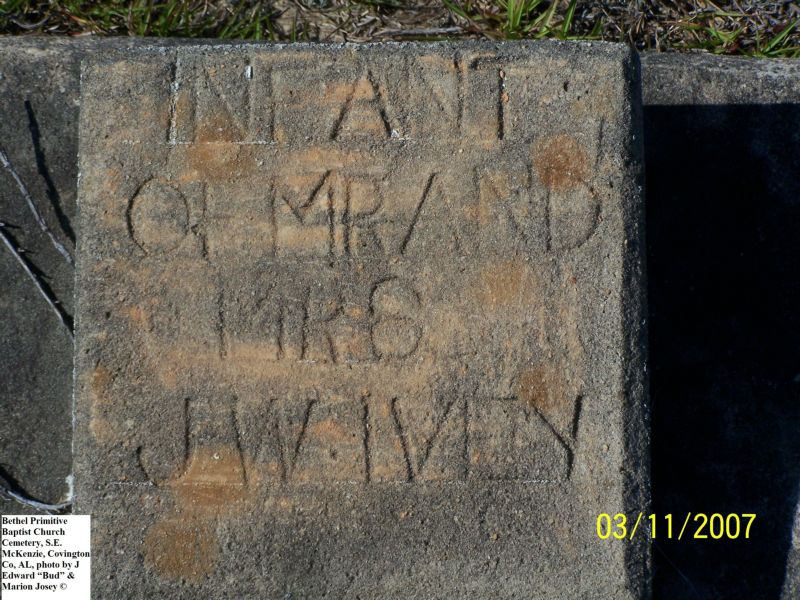 INFANT
OF MR AND
MRS
J W IVEY
03/11/2007
Bethel Primitive
Baptist Church
Cemetery, S.E.
McKenzie, Covington
Co, AL, photo by J
Edward “Bud” &
Marion Josey ©